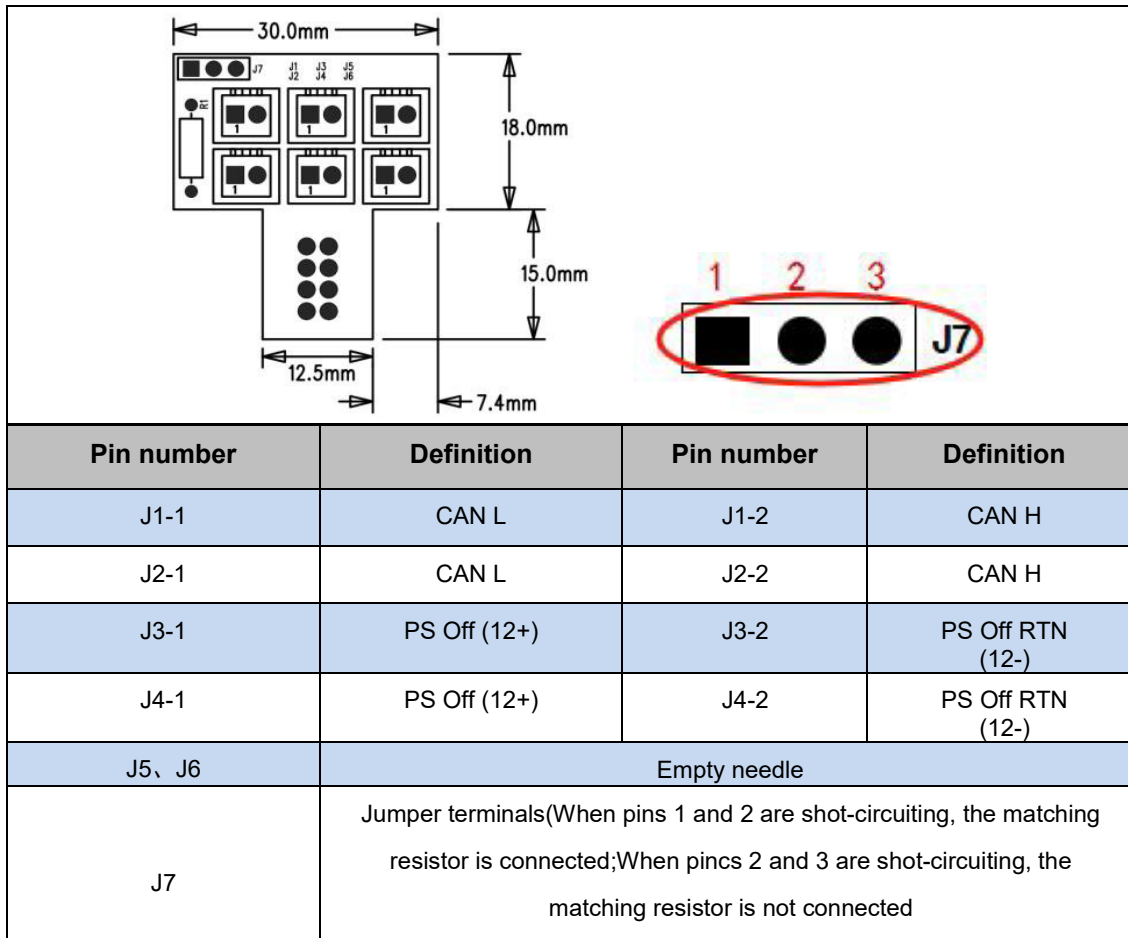 30.0mm
J7 J1 J3 J5
J2 J4 J6
R1
1 1 1
1 1 1
18.0mm
15.0mm
12.5mm
7.4mm
1 2 3
J7
Pin number Definition Pin number Definition
J1-1 CAN L J1-2 CAN H
J2-1 CAN L J2-2 CAN H
J3-1 PS Off (12+) J3-2 PS Off RTN
(12-)
J4-1 PS Off (12+) J4-2 PS Off RTN
(12-)
J5、J6 Empty needle
Jumper terminals(When pins 1 and 2 are shot-circuiting, the matching
resistor is connected;When pincs 2 and 3 are shot-circuiting, the
J7
matching resistor is not connected